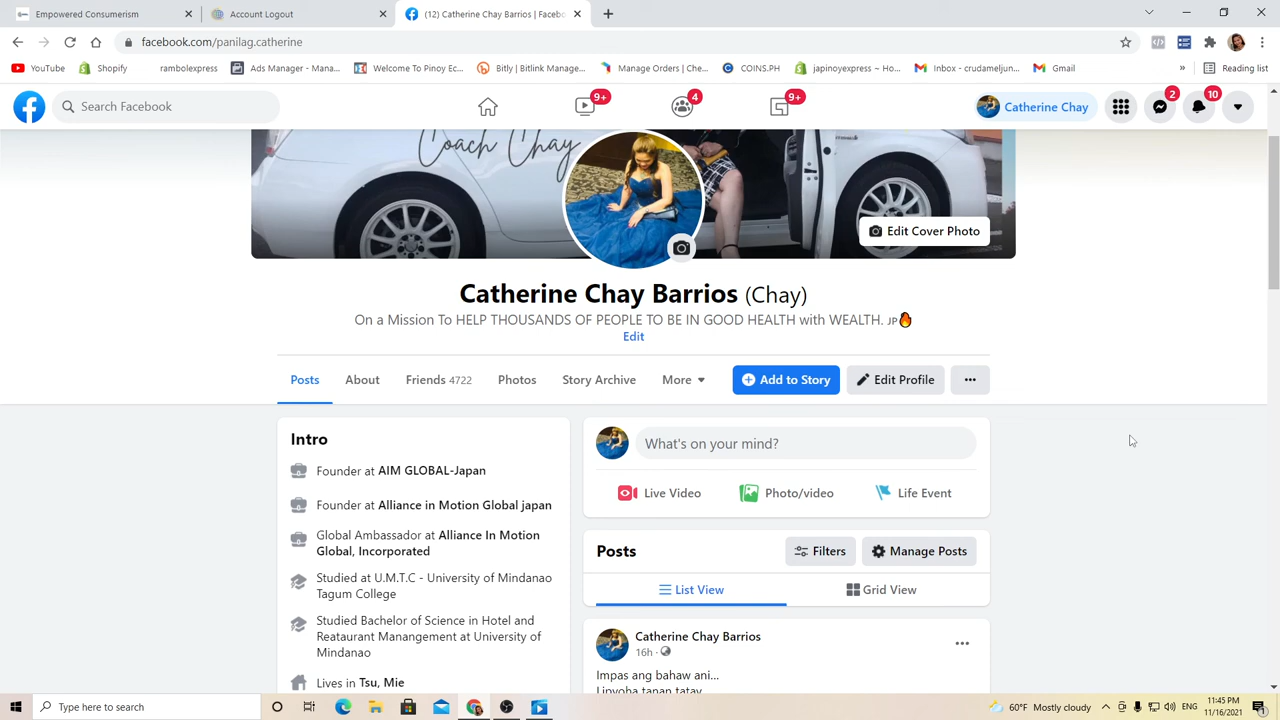 Empowered Consumerism
Account Logout
(12) Catherine Chay Barrios | Facebo
facebook.com/panilag.catherine
YouTube
Shopify
rambolexpress
Ads Manager - Mana...
Welcome To Pinoy Ec...
Bitly | Bitlink Manage...
Manage Orders | Che...
COINS.PH
japinoyexpress ~ Ho...
Inbox - crudameljun...
Gmail
»
Reading list
Search Facebook
9+
4
9+
Catherine Chay
2
10
Coach Chay
Edit Cover Photo
Catherine Chay Barrios (Chay)
On a Mission To HELP THOUSANDS OF PEOPLE TO BE IN GOOD HEALTH with WEALTH. JP🔥
Edit
Posts
About
Friends 4722
Photos
Story Archive
More
Add to Story
Edit Profile
Intro
Founder at AIM GLOBAL-Japan
Founder at Alliance in Motion Global japan
Global Ambassador at Alliance In Motion
Global, Incorporated
Studied at U.M.T.C - University of Mindanao
Tagum College
Studied Bachelor of Science in Hotel and
Reataurant Manangement at University of
Mindanao
Lives in Tsu, Mie
What's on your mind?
Live Video
Photo/video
Life Event
Posts
Filters
Manage Posts
List View
Grid View
Catherine Chay Barrios
16h ·
Impas ang bahaw ani...
Lipyoha tanan tatay
Type here to search
60°F Mostly cloudy
ENG
11:45 PM
11/16/2021